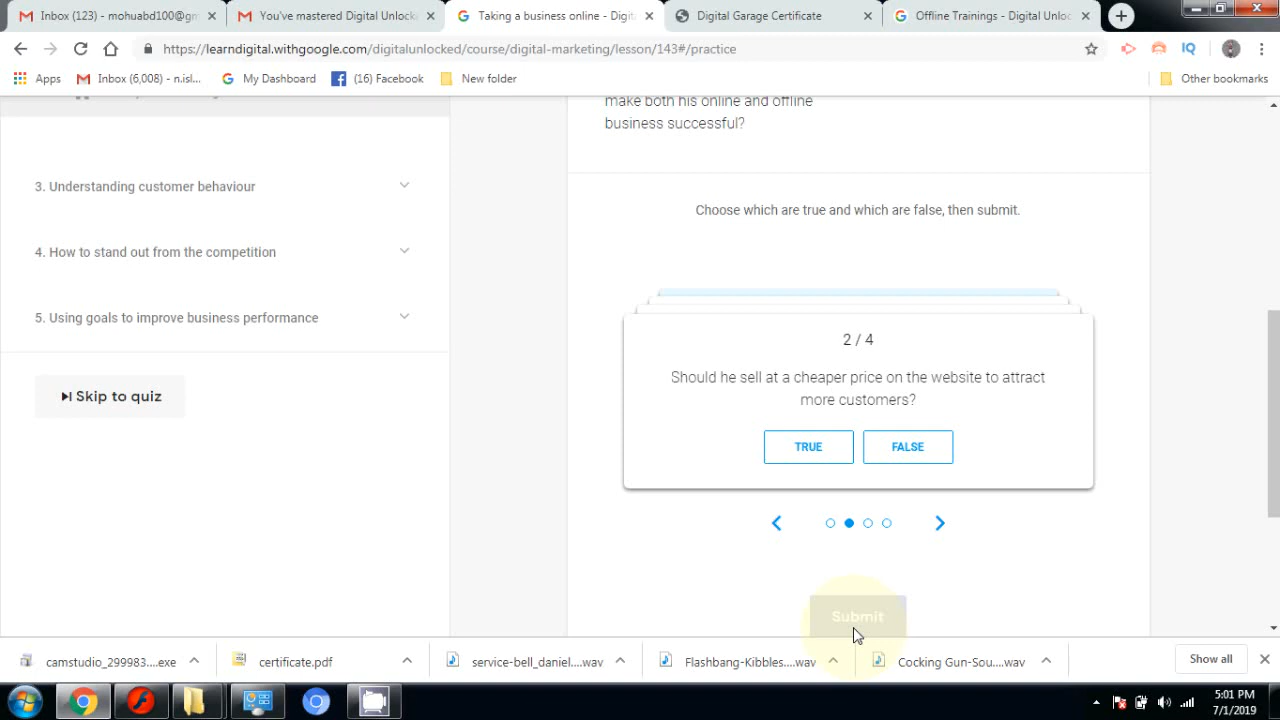 Inbox (123) - mohuabd100@gm
You've mastered Digital Unlocke
Taking a business online - Digit
Digital Garage Certificate
Offline Trainings - Digital Unloc
https://learndigital.withgoogle.com/digitalunlocked/course/digital-marketing/lesson/143#/practice
IQ
Apps
Inbox (6,008) - n.isl...
My Dashboard
(16) Facebook
New folder
Other bookmarks
make both his online and offline
business successful?
3. Understanding customer behaviour
4. How to stand out from the competition
5. Using goals to improve business performance
Skip to quiz
Choose which are true and which are false, then submit.
2 / 4
Should he sell at a cheaper price on the website to attract
more customers?
TRUE
FALSE
Submit
camstudio_299983....exe
certificate.pdf
service-bell_daniel....wav
Flashbang-Kibbles....wav
Cocking Gun-Sou....wav
Show all
5:01 PM
7/1/2019